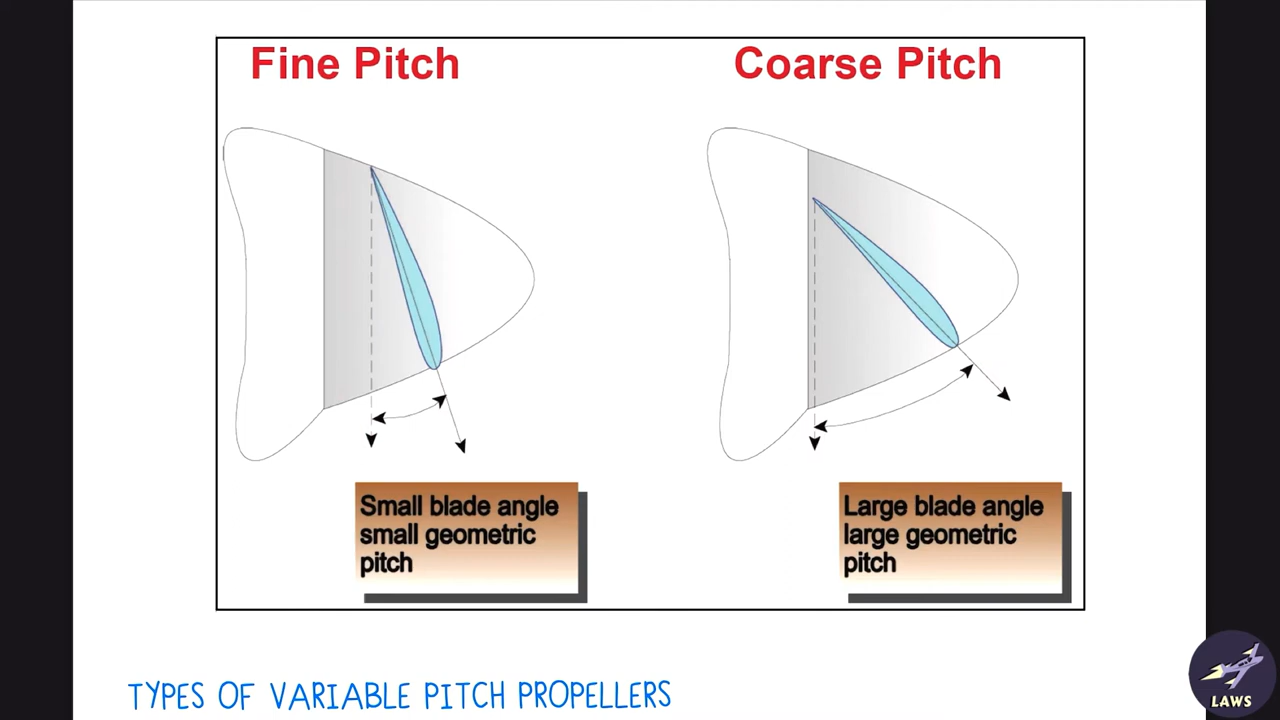 Fine Pitch
Coarse Pitch
Small blade angle
small geometric
pitch
Large blade angle
large geometric
pitch
TYPES OF VARIABLE PITCH PROPELLERS
LAWS